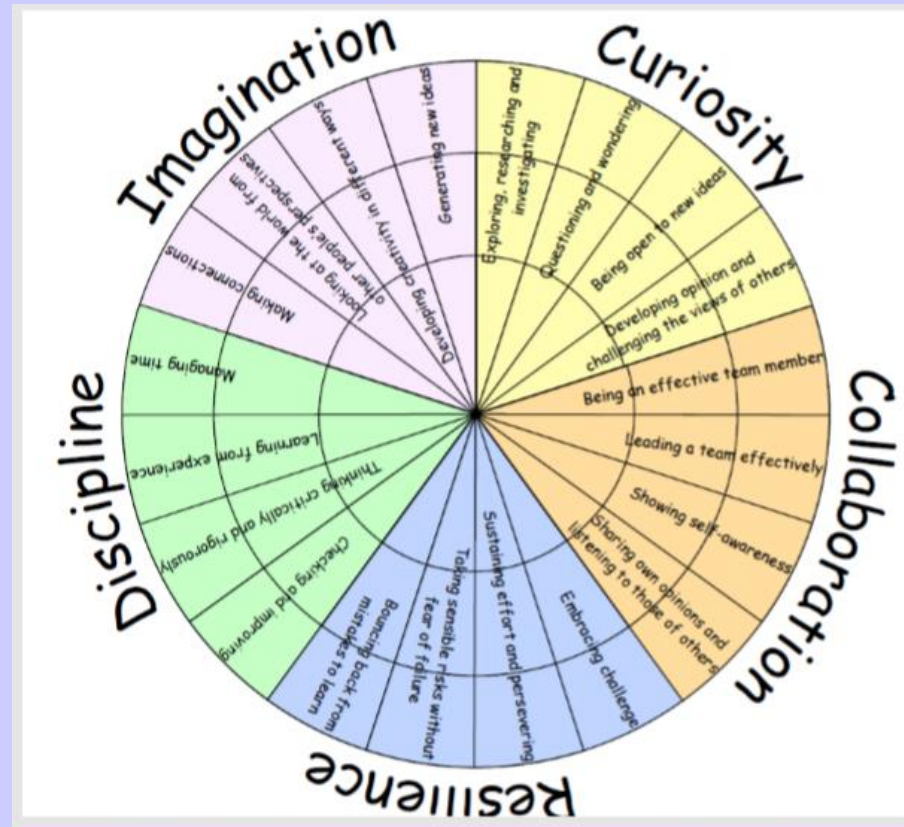 Imagination
Curiosity
Collaboration
Resilience
Discipline
Generating new ideas
Developing creativity in different ways
Looking at the world from
other people's perspectives
Making connections
Exploring, researching and
investigating
Questioning and wondering
Being open to new ideas
Developing opinion and
challenging the views of others
Being an effective team member
Leading a team effectively
Showing self-awareness
Sharing own opinions and
listening to those of others
Embracing challenge
Sustaining effort and persevering
Taking sensible risks without
fear of failure
Bouncing back from
mistakes to learn
Checking and improving
Thinking critically and rigorously
Learning from experience
Managing time